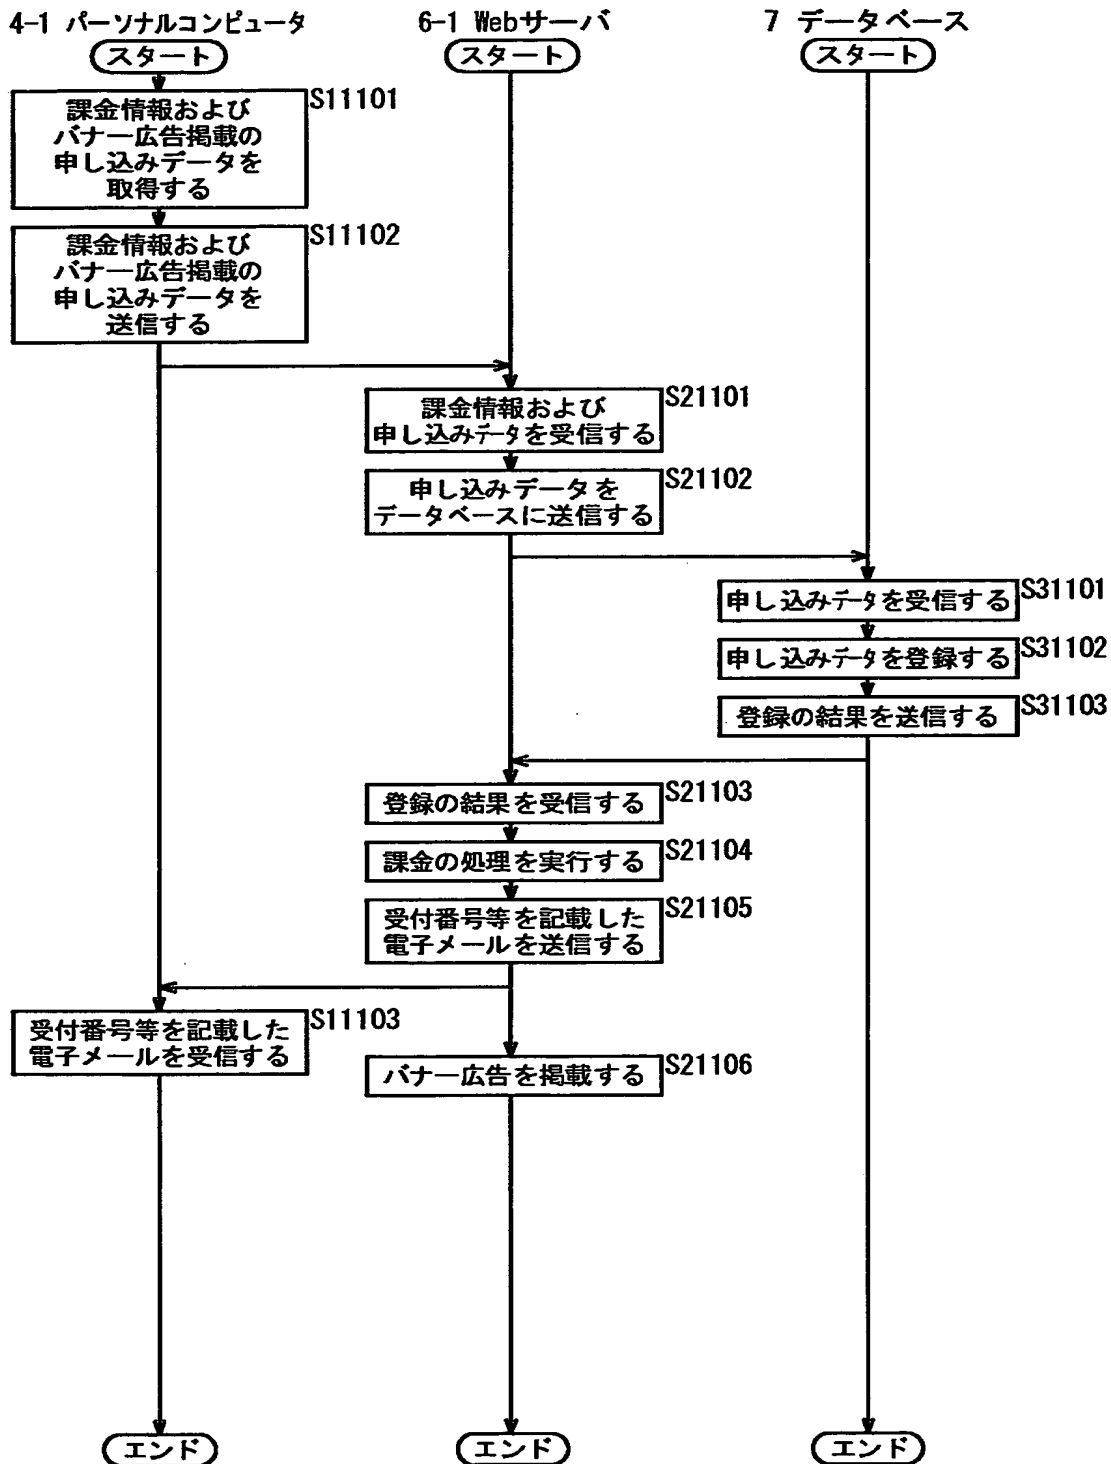 4-1 パーソナルコンピュータ
6-1 Webサーバ
7 データベース
スタート
スタート
スタート
S11101
課金情報および
バナー広告掲載の
申し込みデータを
取得する
S11102
課金情報および
バナー広告掲載の
申し込みデータを
送信する
S21101
課金情報および
申し込みデータを受信する
S21102
申し込みデータを
データベースに送信する
申し込みデータを受信する
S31101
申し込みデータを登録する
S31102
登録の結果を送信する
S31103
登録の結果を受信する
S21103
課金の処理を実行する
S21104
S21105
受付番号等を記載した
電子メールを送信する
S11103
受付番号等を記載した
電子メールを受信する
バナー広告を掲載する
S21106
エンド
エンド
エンド